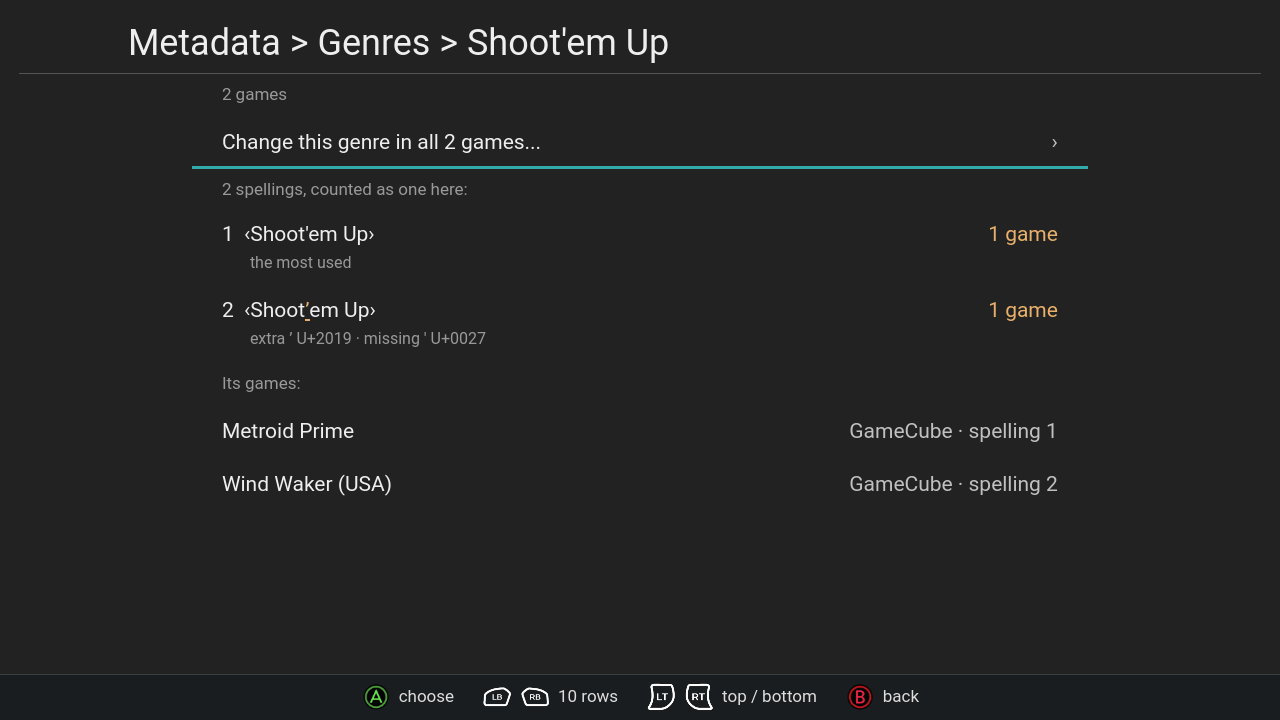 Metadata > Genres > Shoot'em Up
2 games
Change this genre in all 2 games... ›
2 spellings, counted as one here:
1 ‹Shoot'em Up› 1 game
the most used
2 ‹Shoot’em Up› 1 game
extra ’ U+2019 · missing ' U+0027
Its games:
Metroid Prime GameCube · spelling 1
Wind Waker (USA) GameCube · spelling 2
A choose LB RB 10 rows LT RT top / bottom B back